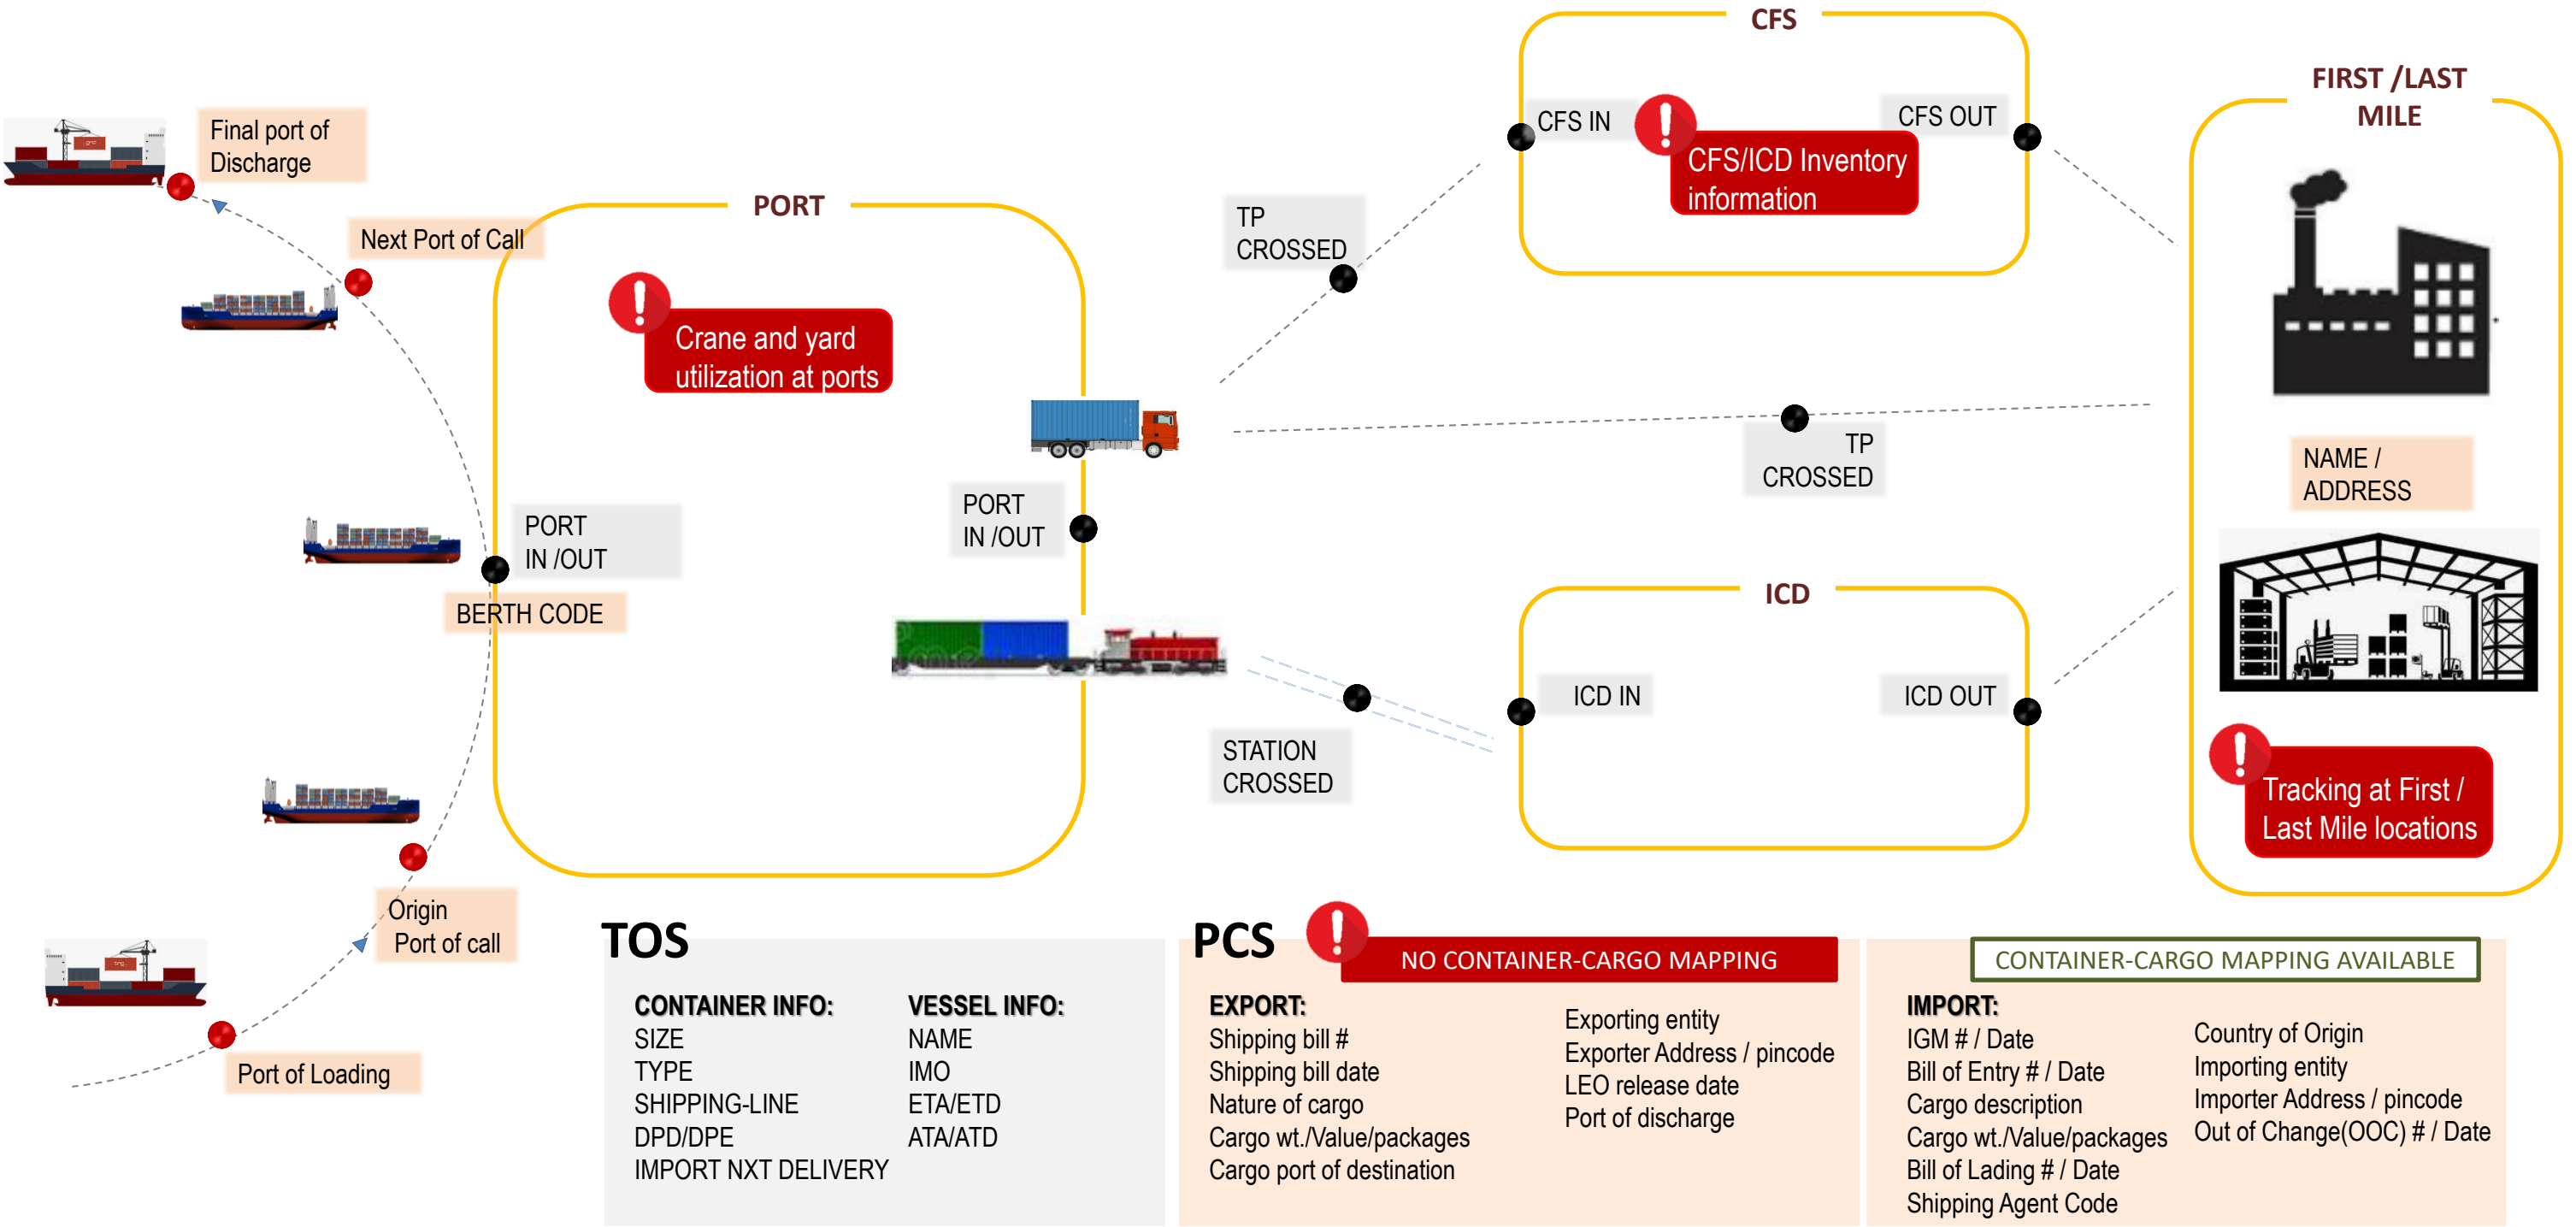 CFS
CFS IN
CFS OUT
CFS/ICD Inventory
information
FIRST /LAST
MILE
Final port of
Discharge
Next Port of Call
PORT
Crane and yard
utilization at ports
TP
CROSSED
TP
CROSSED
NAME /
ADDRESS
PORT
IN /OUT
PORT
IN /OUT
BERTH CODE
ICD
ICD IN
ICD OUT
STATION
CROSSED
Tracking at First /
Last Mile locations
Origin
Port of call
Port of Loading
TOS
CONTAINER INFO:
SIZE
TYPE
SHIPPING-LINE
DPD/DPE
IMPORT NXT DELIVERY
VESSEL INFO:
NAME
IMO
ETA/ETD
ATA/ATD
PCS
NO CONTAINER-CARGO MAPPING
EXPORT:
Shipping bill #
Shipping bill date
Nature of cargo
Cargo wt./Value/packages
Cargo port of destination
Exporting entity
Exporter Address / pincode
LEO release date
Port of discharge
CONTAINER-CARGO MAPPING AVAILABLE
IMPORT:
IGM # / Date
Bill of Entry # / Date
Cargo description
Cargo wt./Value/packages
Bill of Lading # / Date
Shipping Agent Code
Country of Origin
Importing entity
Importer Address / pincode
Out of Change(OOC) # / Date